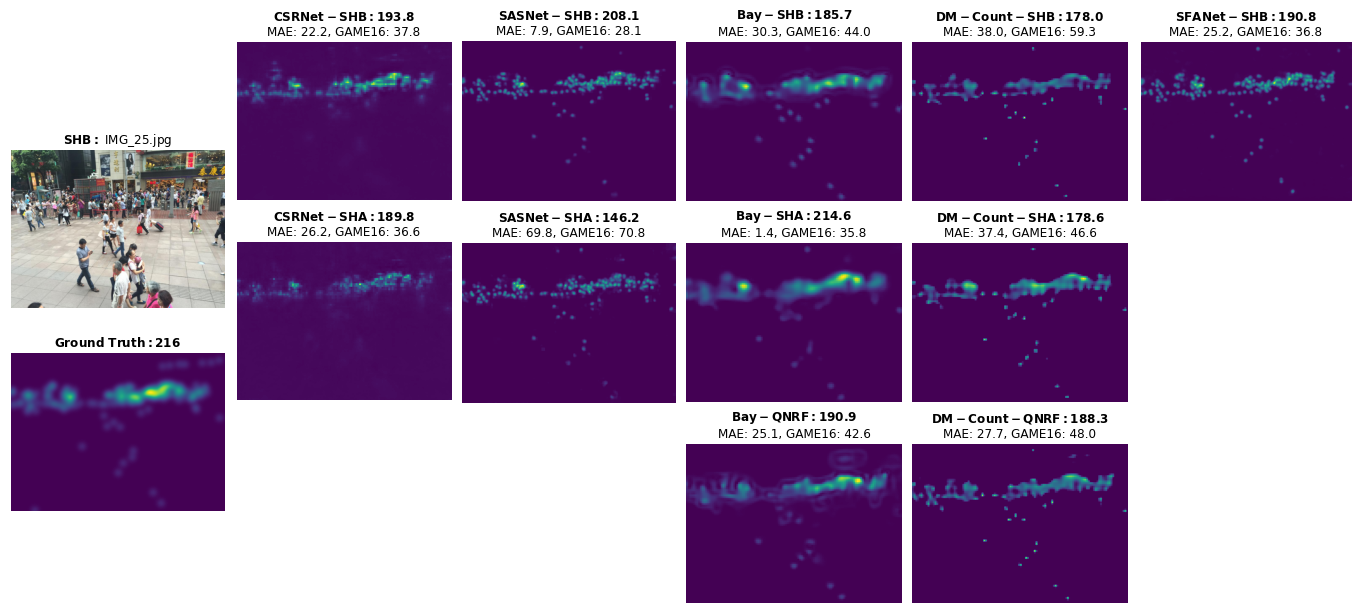 CSRNet − SHB : 193.8
MAE: 22.2, GAME16: 37.8
SASNet − SHB : 208.1
MAE: 7.9, GAME16: 28.1
Bay − SHB : 185.7
MAE: 30.3, GAME16: 44.0
DM − Count − SHB : 178.0
MAE: 38.0, GAME16: 59.3
SFANet − SHB : 190.8
MAE: 25.2, GAME16: 36.8
SHB : IMG_25.jpg
CSRNet − SHA : 189.8
MAE: 26.2, GAME16: 36.6
SASNet − SHA : 146.2
MAE: 69.8, GAME16: 70.8
Bay − SHA : 214.6
MAE: 1.4, GAME16: 35.8
DM − Count − SHA : 178.6
MAE: 37.4, GAME16: 46.6
Ground Truth : 216
Bay − QNRF : 190.9
MAE: 25.1, GAME16: 42.6
DM − Count − QNRF : 188.3
MAE: 27.7, GAME16: 48.0